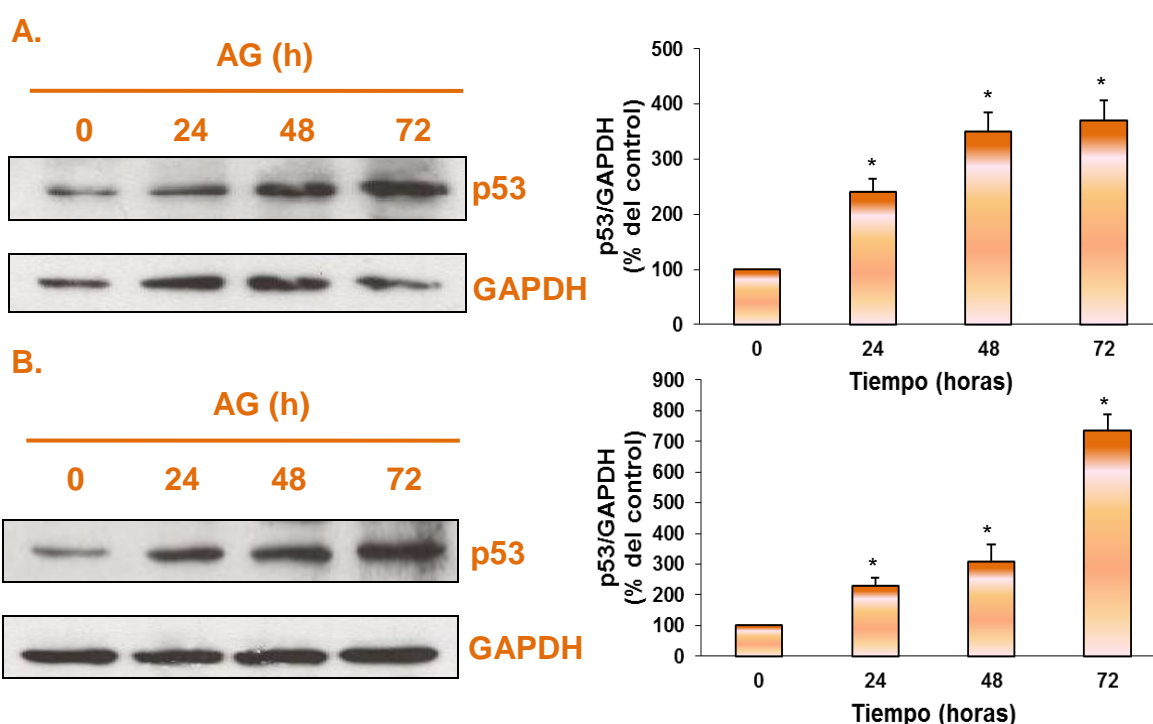 A.
AG (h)
0 24 48 72
p53
GAPDH
p53/GAPDH
(% del control)
500
400
300
200
100
0
* * *
0 24 48 72
Tiempo (horas)
B.
AG (h)
0 24 48 72
p53
GAPDH
p53/GAPDH
(% del control)
900
800
700
600
500
400
300
200
100
0
* * *
0 24 48 72
Tiempo (horas)